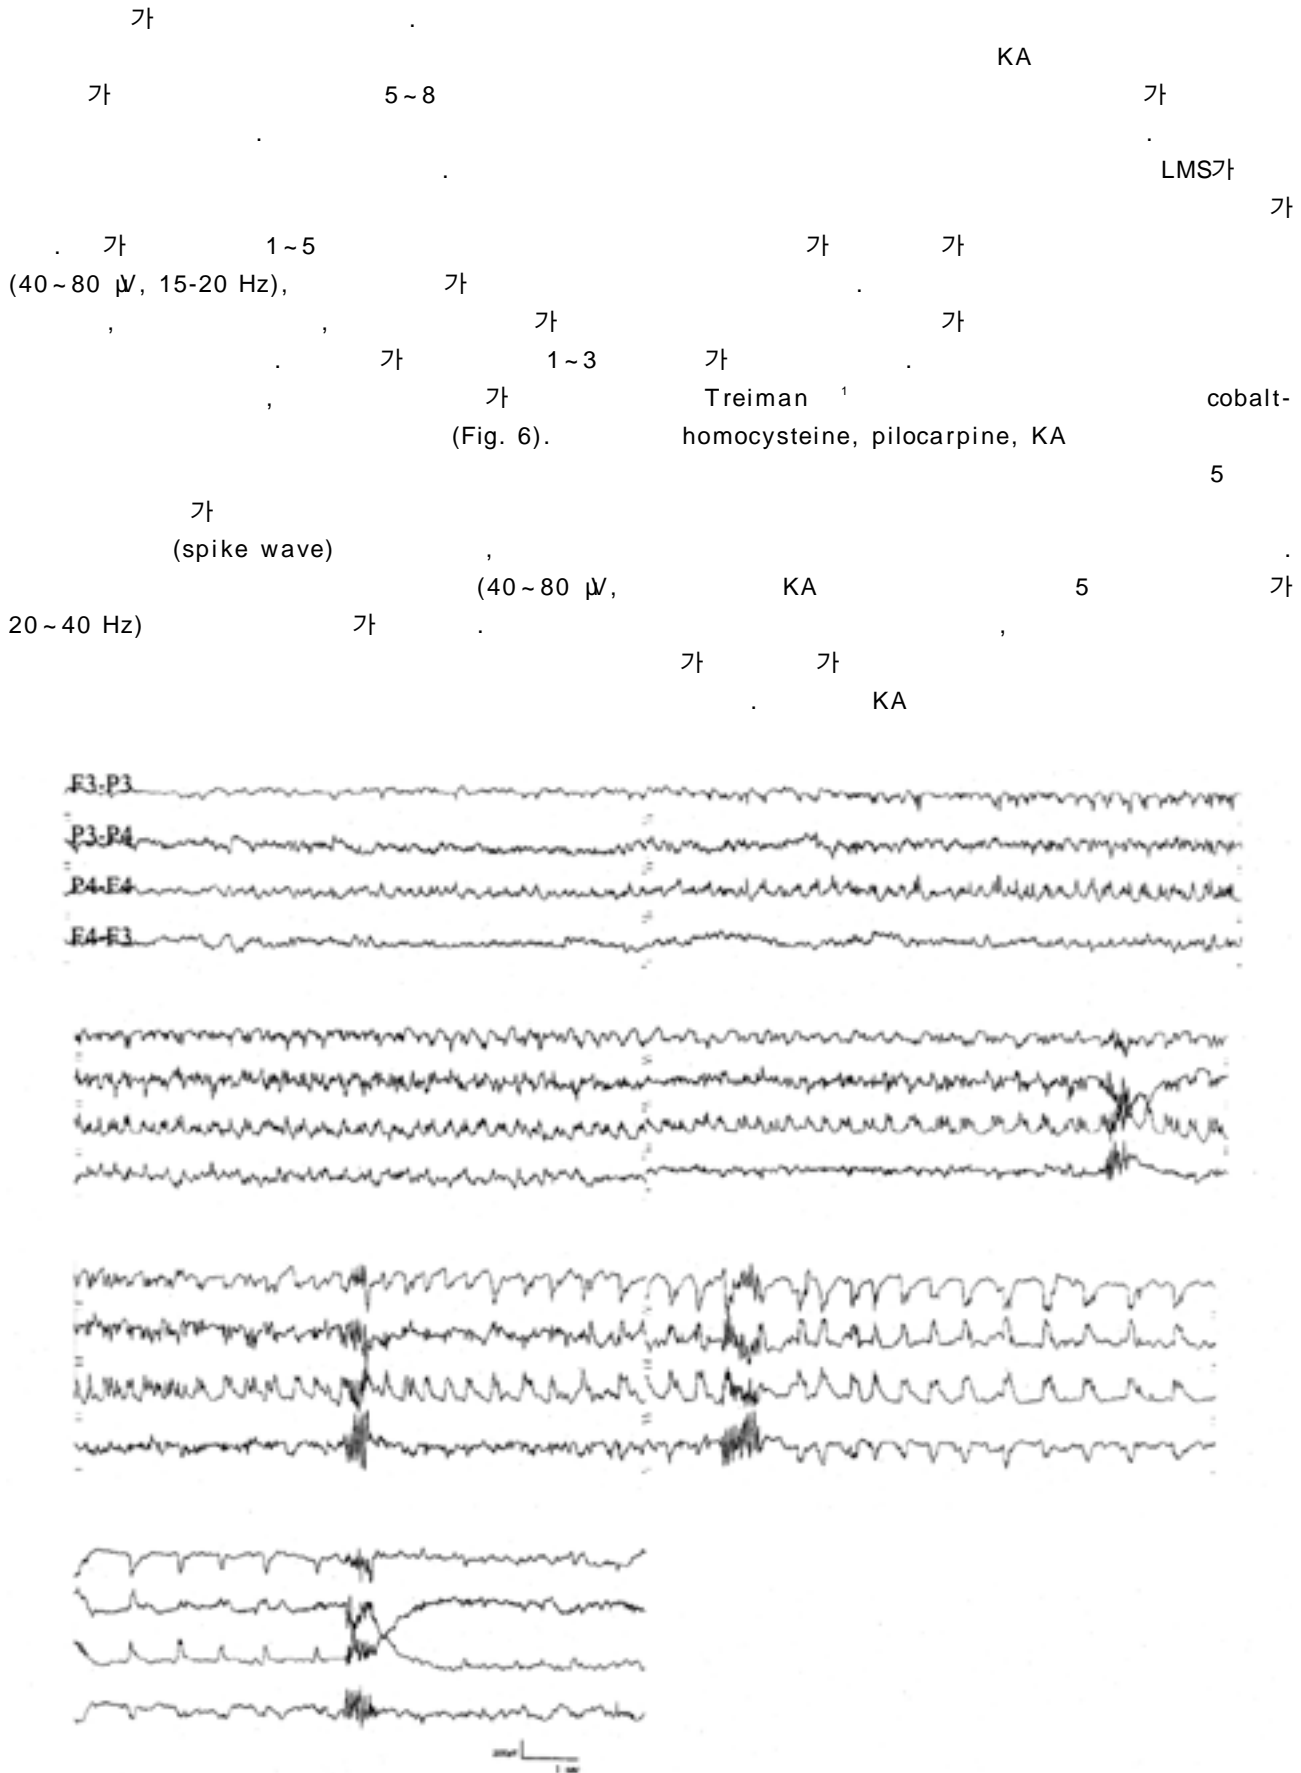 가 .
KA
가 5~8 가
. .
. LMS가
가
. 가 1~5 가 가
(40~80 μV, 15-20 Hz), 가 .
, , 가 가
. 가 1~3 가 .
, 가 Treiman 1 cobalt-
(Fig. 6). homocysteine, pilocarpine, KA
5
가
(spike wave) , .
(40~80 μV, KA 5 가
20~40 Hz) 가 . ,
가 가
. KA
F3-P3
P3-P4
P4-F4
F4-F3